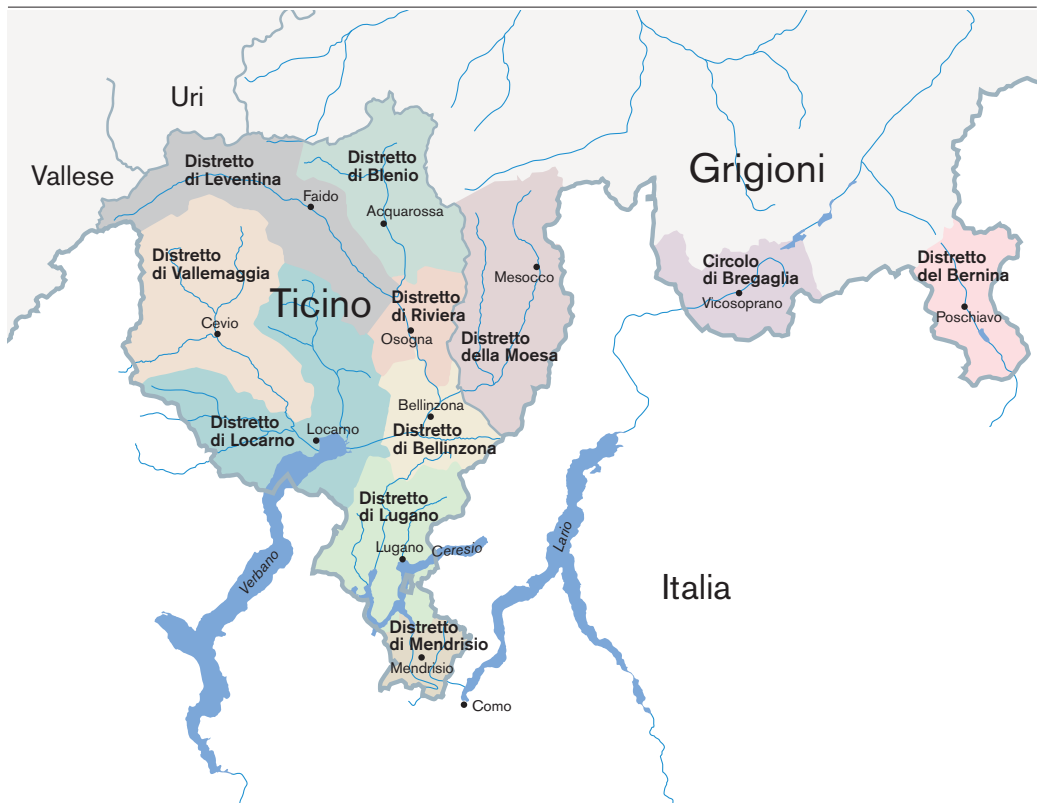 Uri
Vallese
Distretto
di Leventina
Faido
Distretto
di Blenio
Acquarossa
Grigioni
Distretto
di Vallemaggia
Cevio
Ticino
Distretto
di Riviera
Osogna
Mesocco
Distretto
della Moesa
Circolo
di Bregaglia
Vicosoprano
Distretto
del Bernina
Poschiavo
Distretto
di Locarno
Locarno
Bellinzona
Distretto
di Bellinzona
Distretto
di Lugano
Lugano
Ceresio
Verbano
Lario
Italia
Distretto
di Mendrisio
Mendrisio
Como